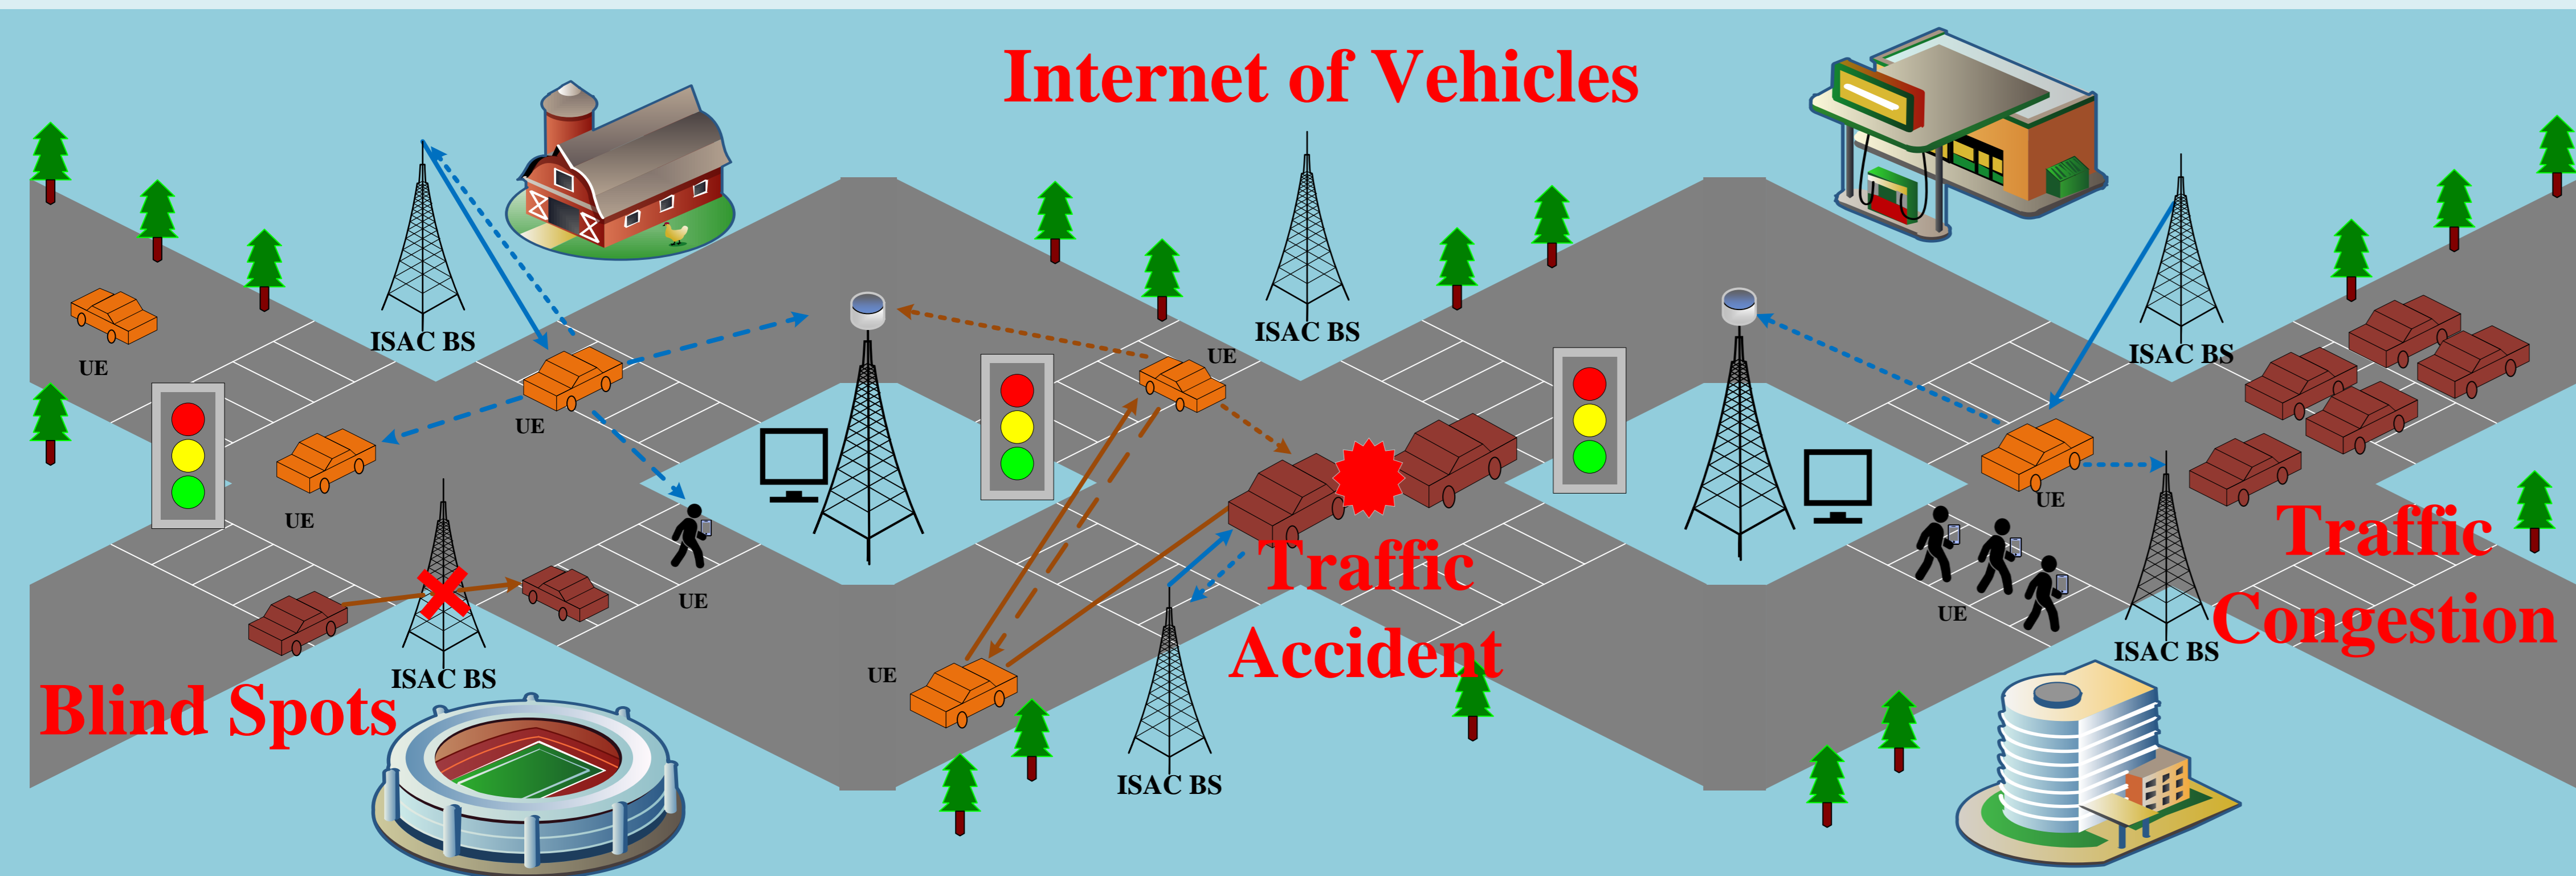 Internet of Vehicles
ISAC BS
ISAC BS
ISAC BS
UE
UE
UE
UE
UE
UE
UE
UE
ISAC BS
Blind Spots
UE
Traffic
Accident
ISAC BS
ISAC BS
Traffic
Congestion